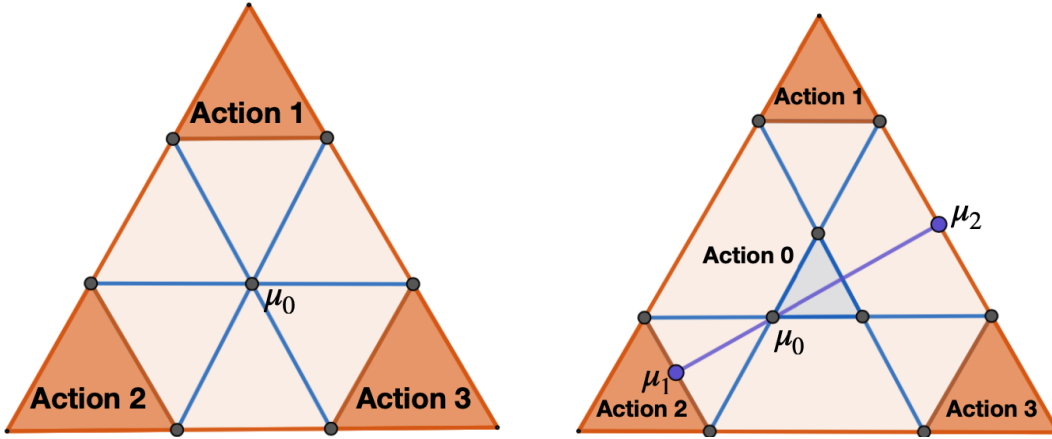 Action 1
μ0
Action 2
Action 3
Action 1
μ2
Action 0
μ0
μ1
Action 2
Action 3